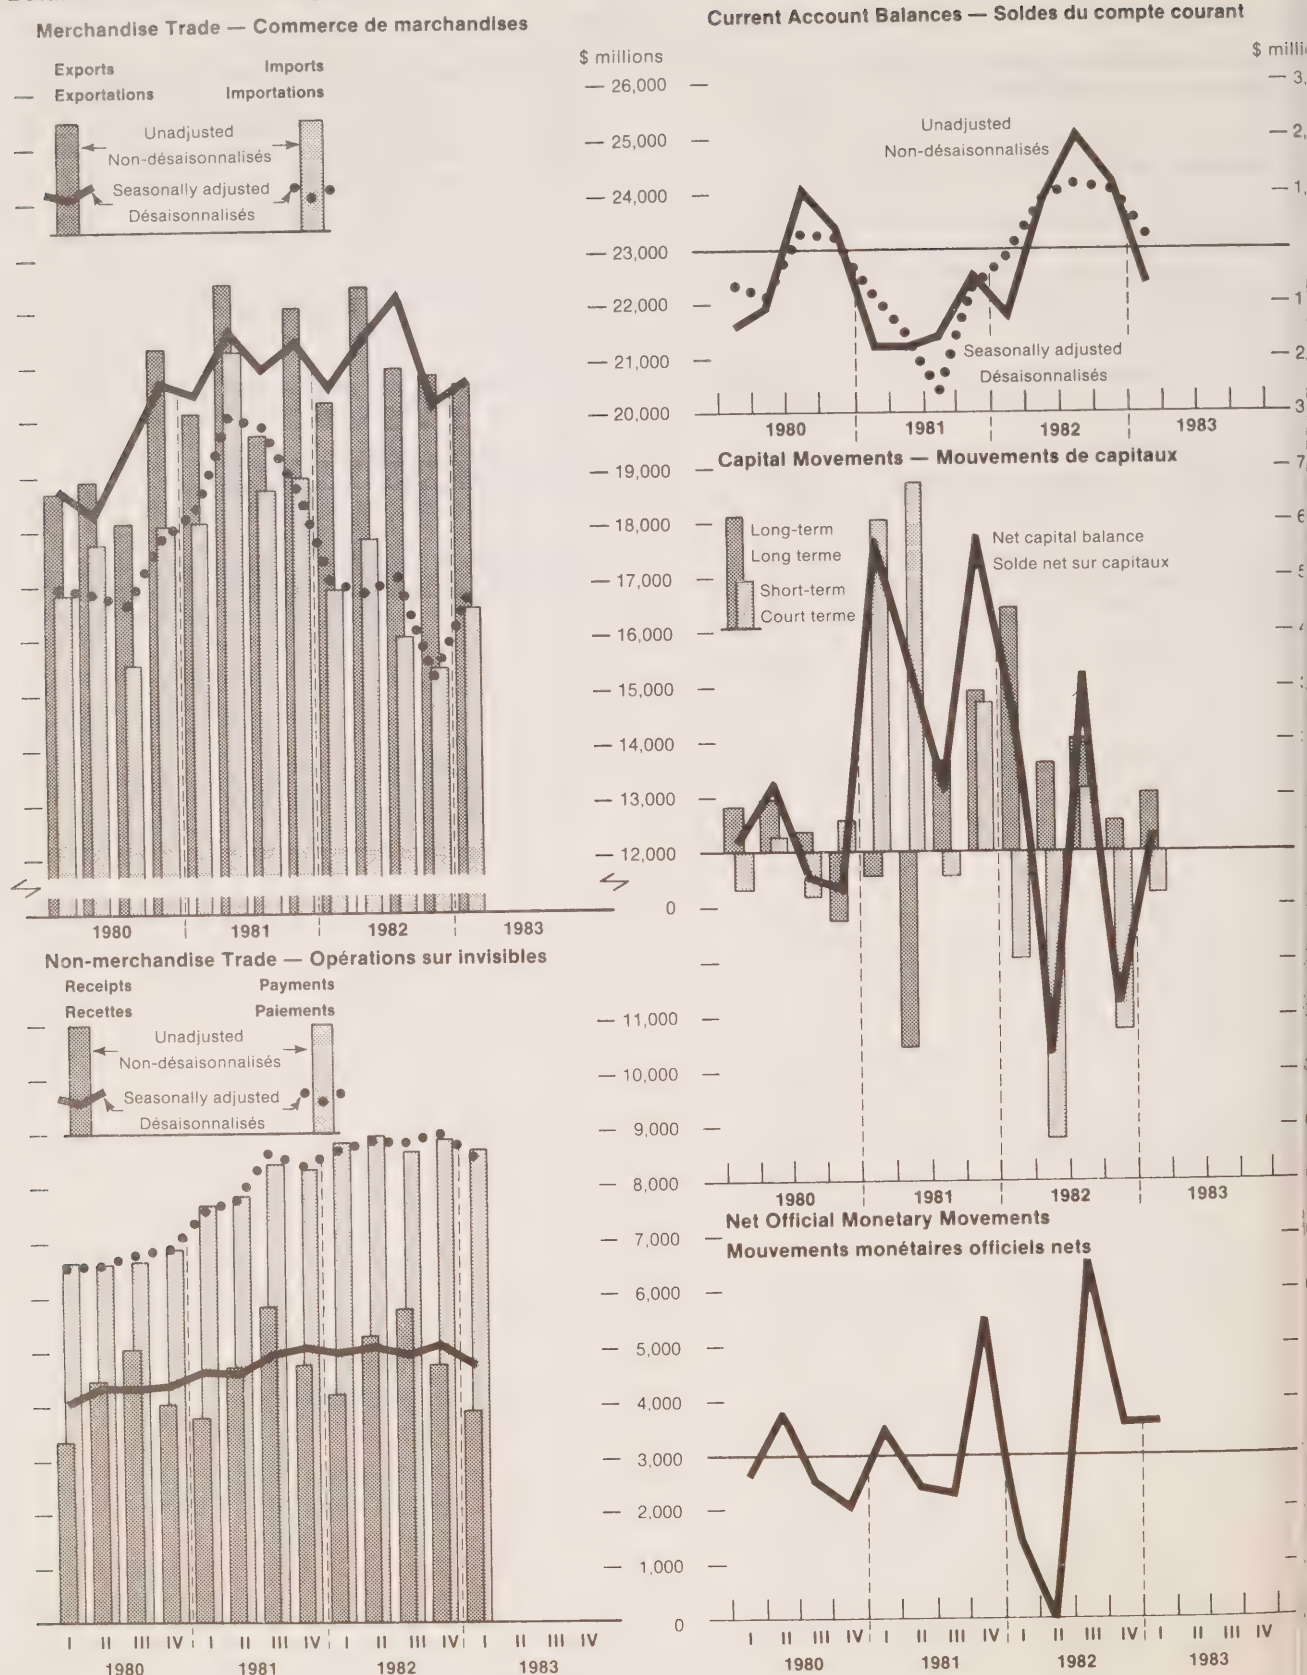 Merchandise Trade — Commerce de marchandises
Exports
Exportations
Imports
Importations
Unadjusted
Non-désaisonnalisés
Seasonally adjusted
Désaisonnalisés
$ millions
26,000
25,000
24,000
23,000
22,000
21,000
20,000
19,000
18,000
17,000
16,000
15,000
14,000
13,000
12,000
0
1980 1981 1982 1983
Non-merchandise Trade — Opérations sur invisibles
Receipts
Recettes
Payments
Paiements
Unadjusted
Non-désaisonnalisés
Seasonally adjusted
Désaisonnalisés
11,000
10,000
9,000
8,000
7,000
6,000
5,000
4,000
3,000
2,000
1,000
0
I II III IV I II III IV I II III IV I II III IV
1980 1981 1982 1983
Current Account Balances — Soldes du compte courant
Unadjusted
Non-désaisonnalisés
Seasonally adjusted
Désaisonnalisés
1980 1981 1982 1983
Capital Movements — Mouvements de capitaux
Long-term
Long terme
Short-term
Court terme
Net capital balance
Solde net sur capitaux
1980 1981 1982 1983
Net Official Monetary Movements
Mouvements monétaires officiels nets
I II III IV I II III IV I II III IV I II III IV
1980 1981 1982 1983